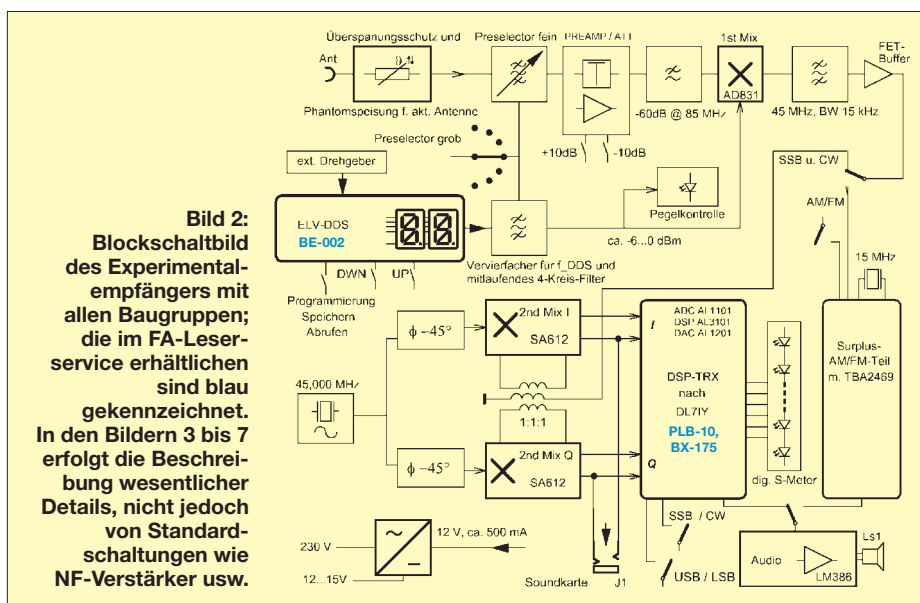 Überspanungsschutz und
Ant
Phantomspeisung f. akt. Antenne
Preselector fein
PREAMP / ATT
+10dB
-10dB
-60dB @ 85 MHz
1st Mix
AD831
45 MHz, BW 15 kHz
FET-
Buffer
Preselector grob
ext. Drehgeber
ELV-DDS
BE-002
8.8.
DWN
UP
Programmierung
Speichern
Abrufen
Vervierfacher für f_DDS und
mitlaufendes 4-Kreis-Filter
Pegelkontrolle
ca. -6...0 dBm
SSB u. CW
AM/FM
15 MHz
Surplus-
AM/FM-Teil
m. TBA2469
45,000 MHz
ϕ –45°
ϕ –45°
2nd Mix I
SA612
1:1:1
2nd Mix Q
SA612
I
Q
ADC AL1101
DSP AL3101
DAC AL1201
DSP-TRX
nach
DL7IY
PLB-10,
BX-175
dig. S-Meter
SSB / CW
USB / LSB
Soundkarte
J1
Audio
LM386
Ls1
230 V
12...15V
12 V, ca. 500 mA
Bild 2:
Blockschaltbild
des Experimental-
empfängers mit
allen Baugruppen;
die im FA-Leser-
service erhältlichen
sind blau
gekennzeichnet.
In den Bildern 3 bis 7
erfolgt die Beschrei-
bung wesentlicher
Details, nicht jedoch
von Standard-
schaltungen wie
NF-Verstärker usw.